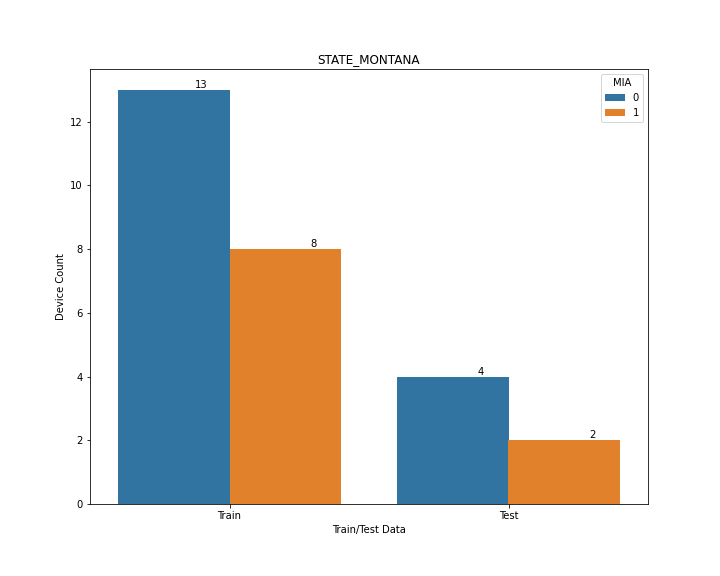 STATE_MONTANA
MIA
0
1
13
8
4
2
12
10
8
6
4
2
0
Device Count
Train
Test
Train/Test Data